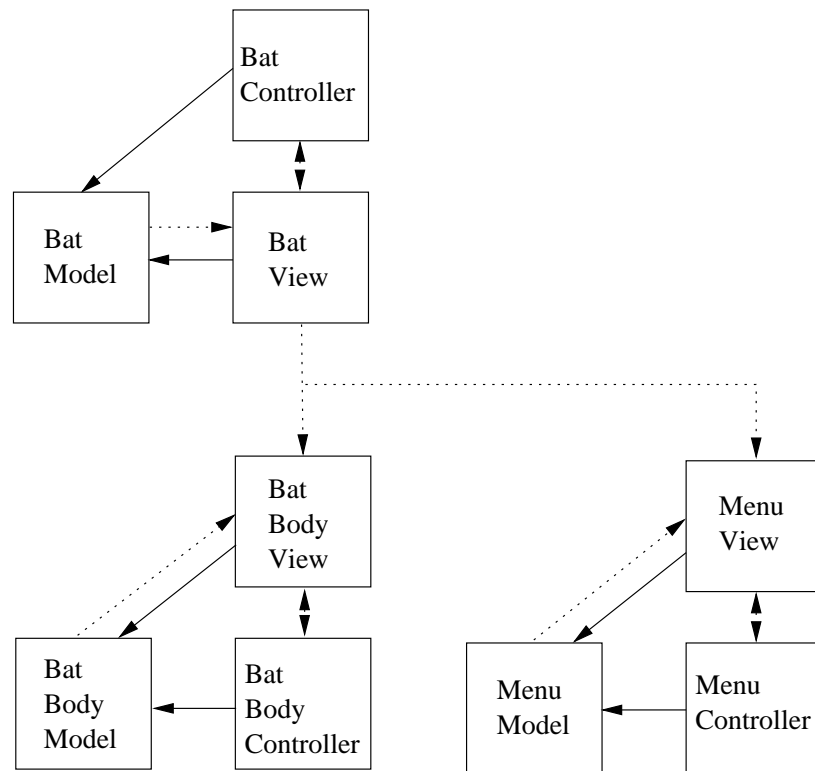 Bat
Controller
Bat
Model
Bat
View
Bat
Body
View
Menu
View
Bat
Body
Model
Bat
Body
Controller
Menu
Model
Menu
Controller